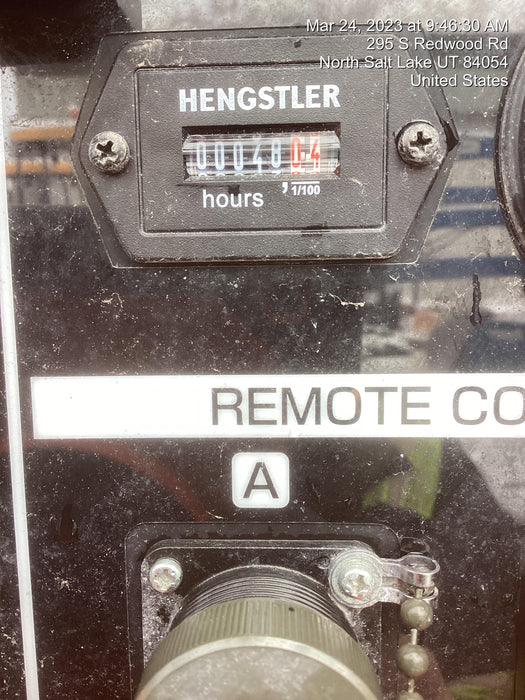 Mar 24, 2023 at 9:46:30 AM
295 S Redwood Rd
North Salt Lake UT 84054
United States
HENGSTLER
0004804
hours ’1/100
REMOTE CO
A